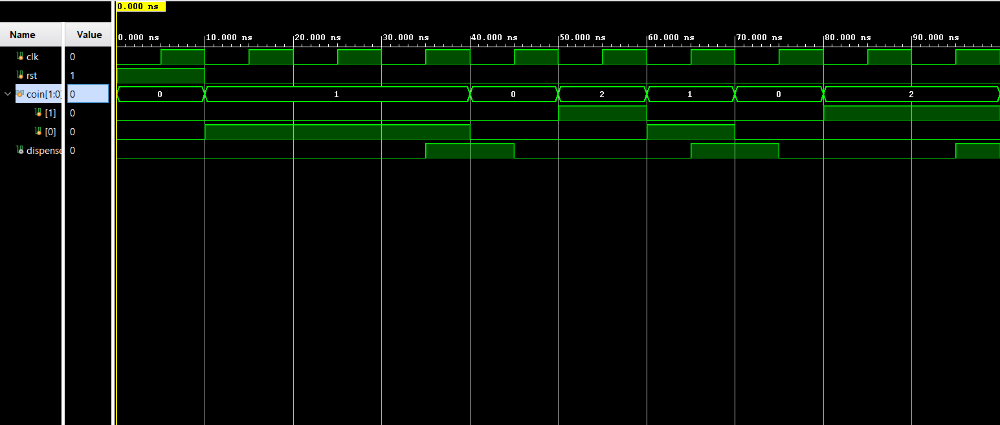 0.000 ns
Name Value
0.000 ns 10.000 ns 20.000 ns 30.000 ns 40.000 ns 50.000 ns 60.000 ns 70.000 ns 80.000 ns 90.000 ns
clk 0
rst 1
coin[1:0] 0 0 1 0 2 1 0 2
[1] 0
[0] 0
dispense 0